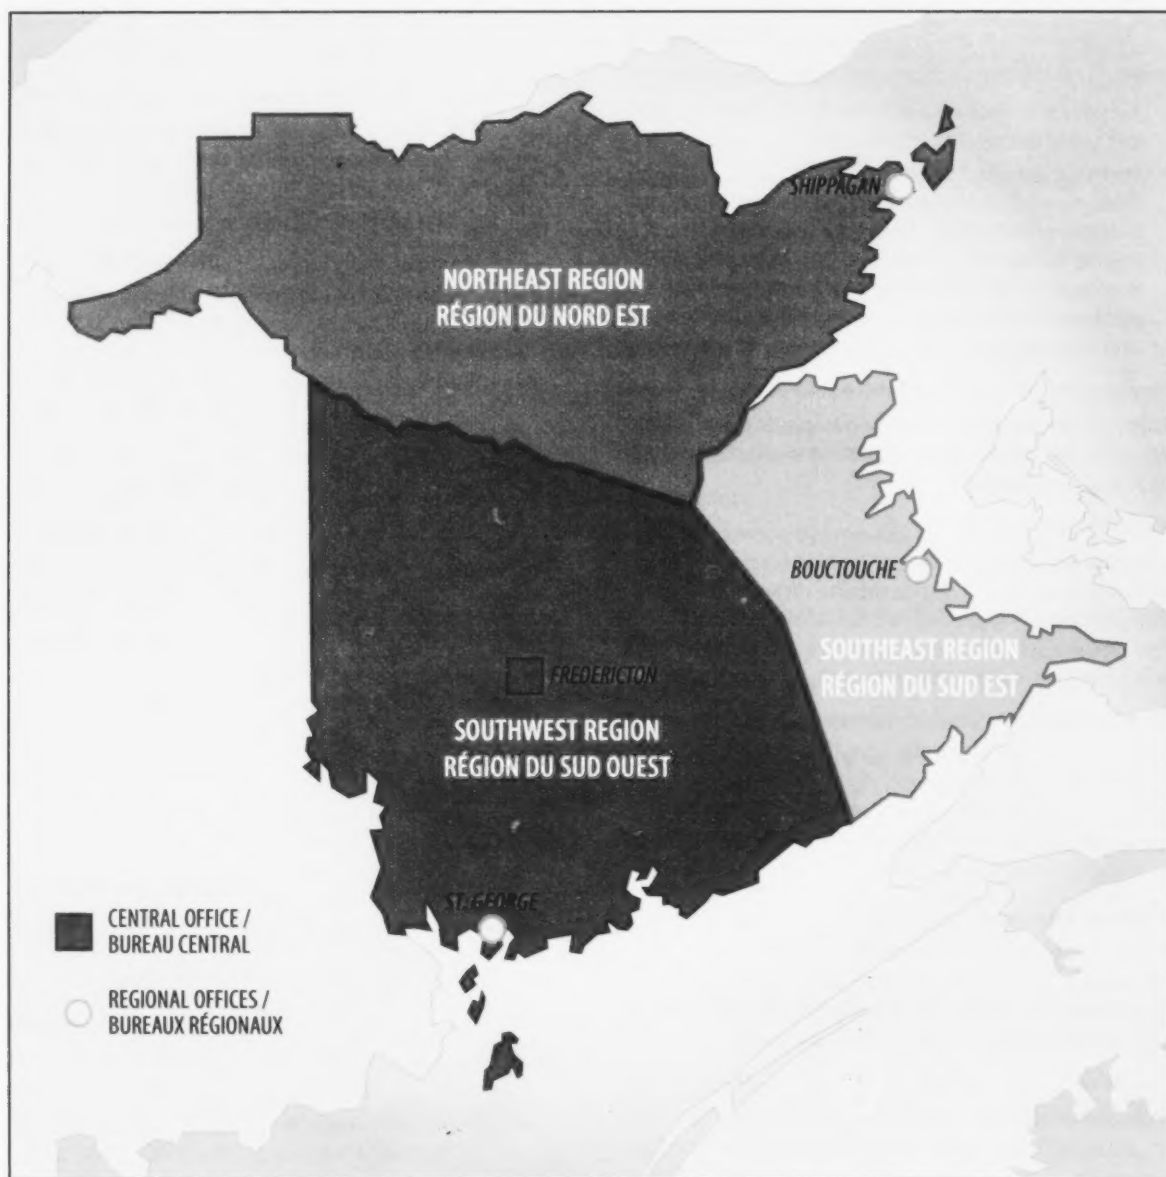 SHIPPAGAN
NORTHEAST REGION
RÉGION DU NORD EST
BOUCTOUCHE
SOUTHEAST REGION
RÉGION DU SUD EST
FREDERICTON
SOUTHWEST REGION
RÉGION DU SUD OUEST
ST. GEORGE
CENTRAL OFFICE /
BUREAU CENTRAL
REGIONAL OFFICES /
BUREAUX RÉGIONAUX